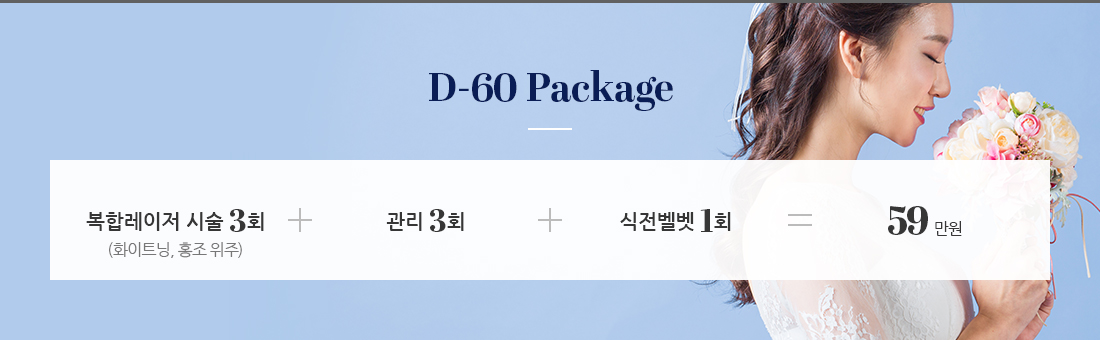 D-60 Package
복합레이저 시술 3회 + 관리 3회 + 식전벨벳 1회 = 59 만원
(화이트닝, 홍조 위주)